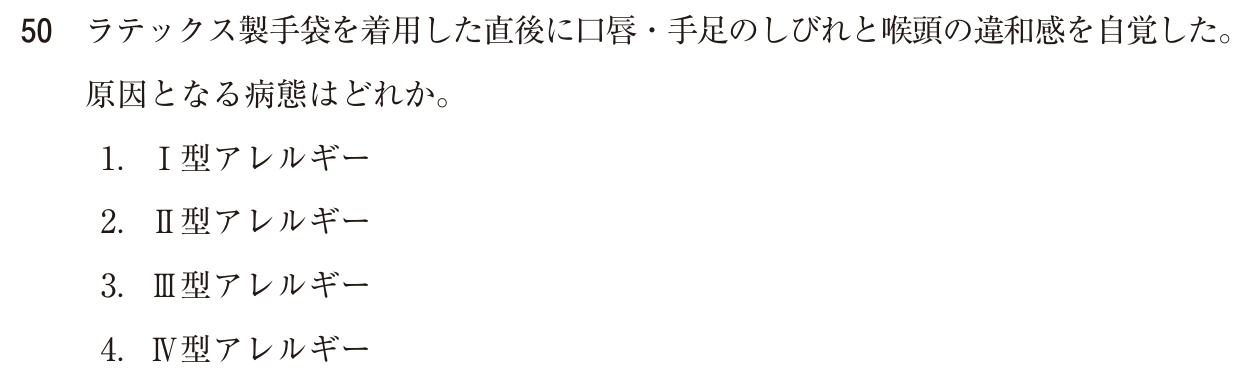 50 ラテックス製手袋を着用した直後に口唇・手足のしびれと喉頭の違和感を自覚した。
原因となる病態はどれか。
1. Ⅰ型アレルギー
2. Ⅱ型アレルギー
3. Ⅲ型アレルギー
4. Ⅳ型アレルギー